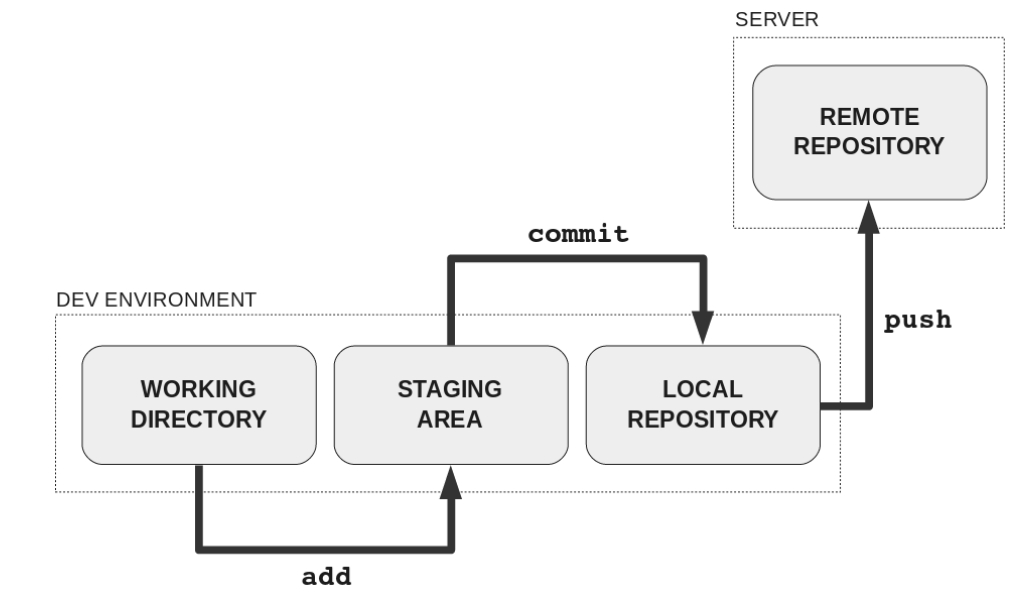 SERVER
REMOTE
REPOSITORY
commit
push
DEV ENVIRONMENT
WORKING
DIRECTORY
STAGING
AREA
LOCAL
REPOSITORY
add